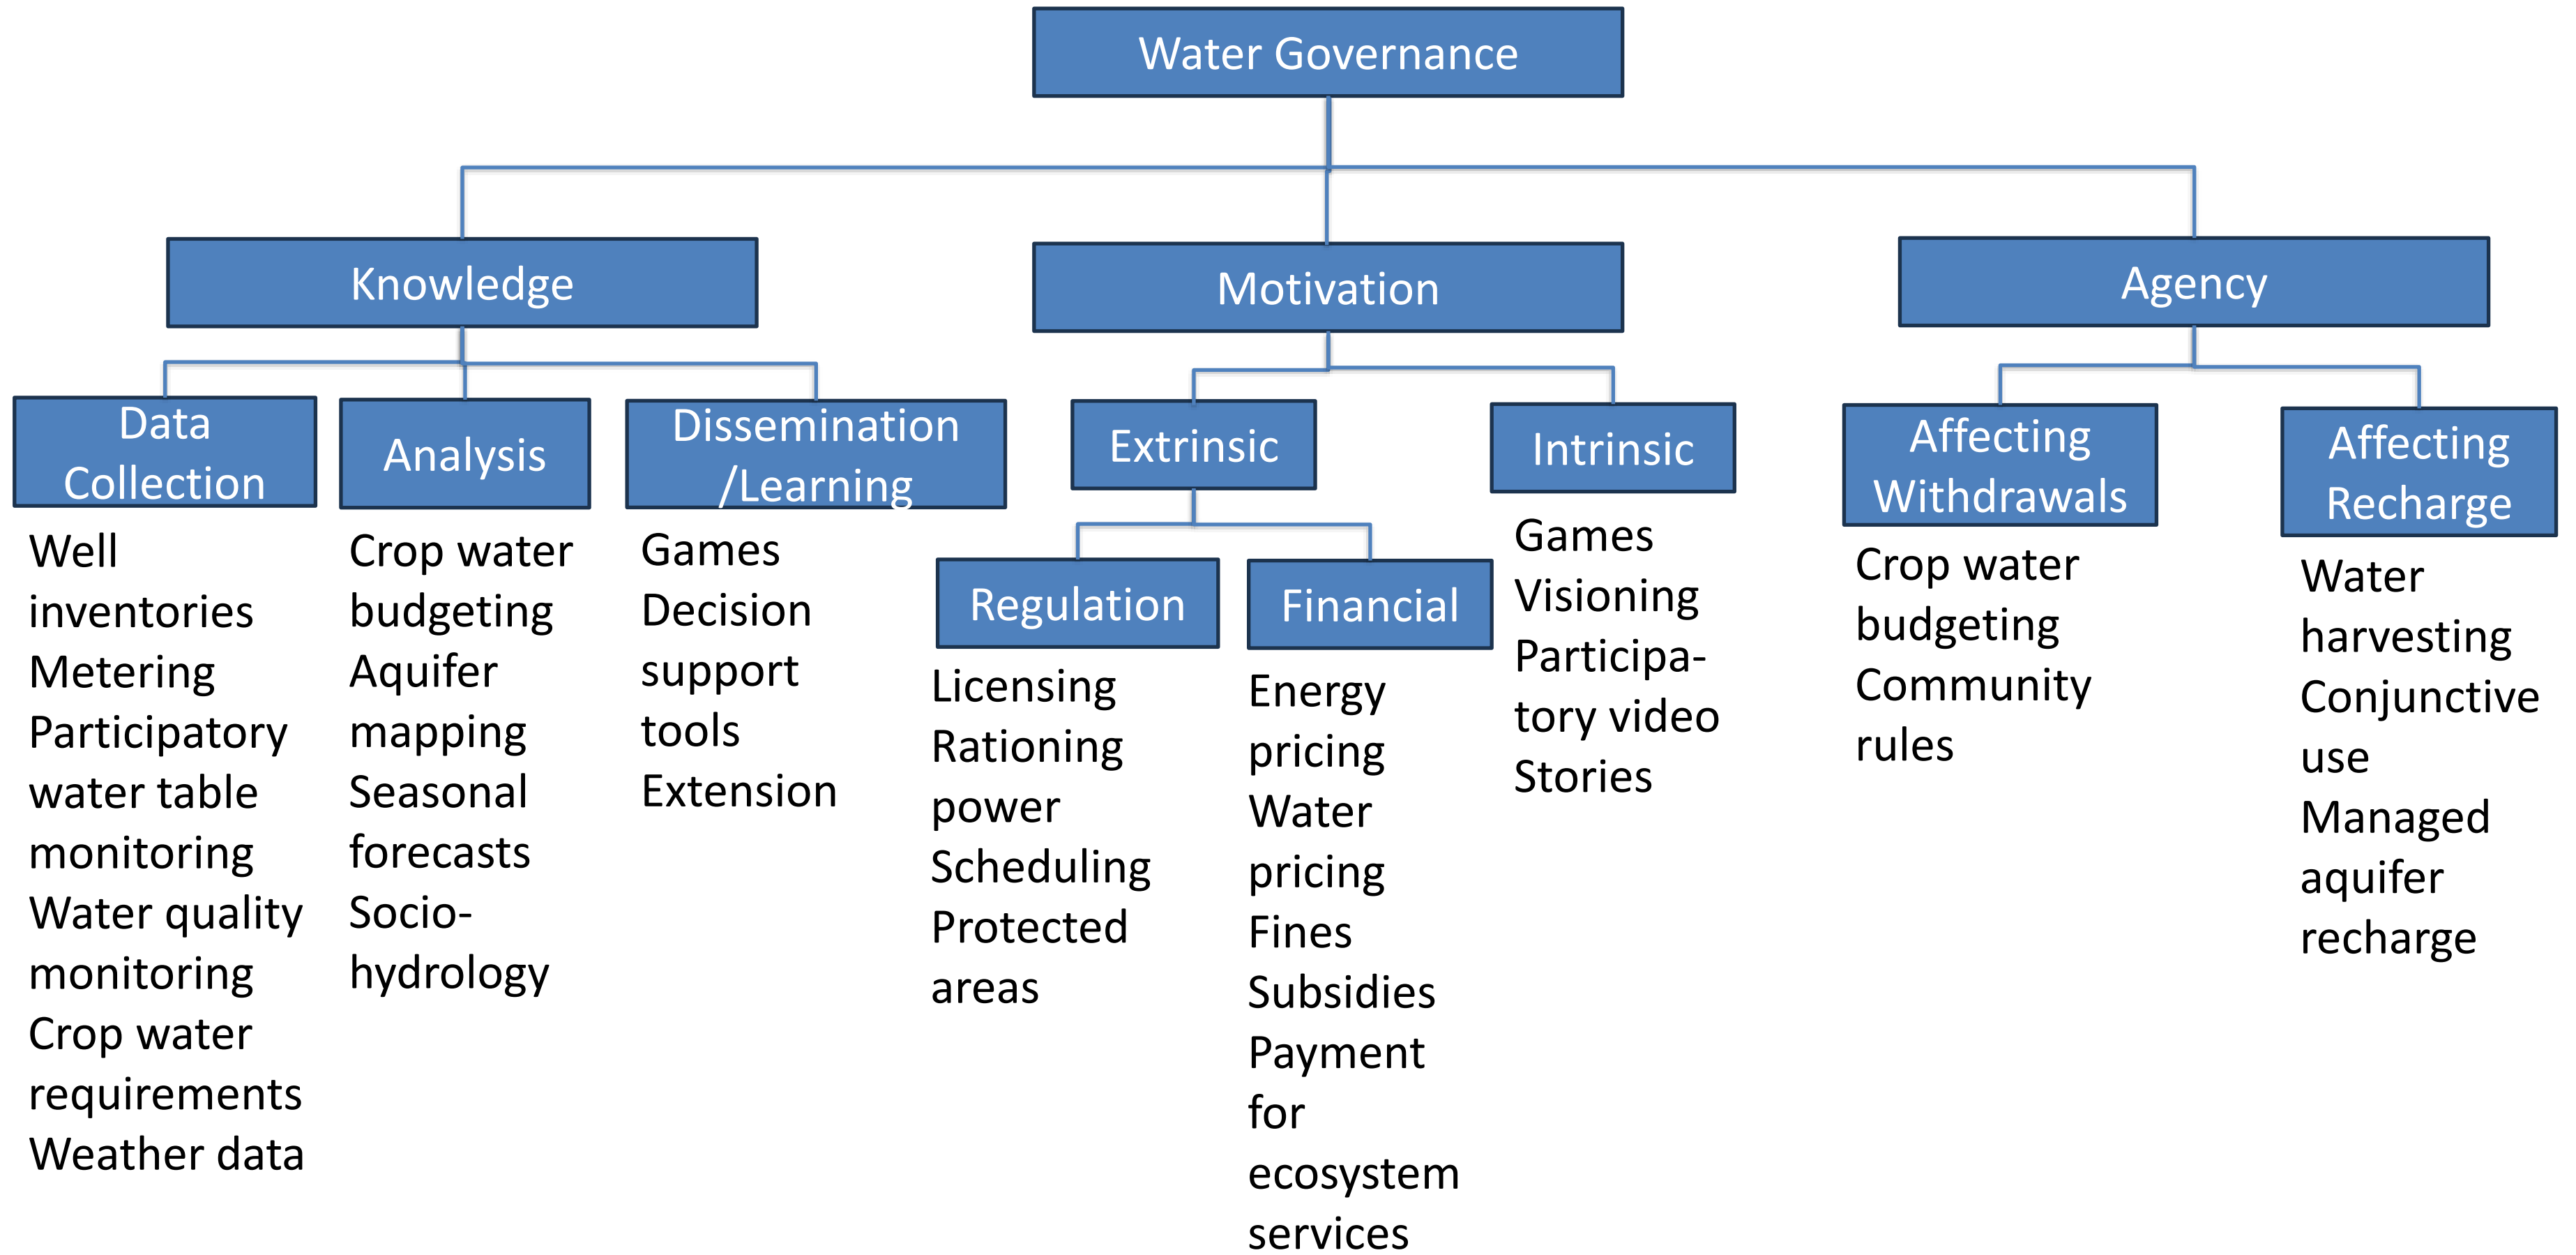 Water Governance
Knowledge
Motivation
Agency
Data
Collection
Analysis
Dissemination
/Learning
Extrinsic
Intrinsic
Affecting
Withdrawals
Affecting
Recharge
Regulation
Financial
Well
inventories
Metering
Participatory
water table
monitoring
Water quality
monitoring
Crop water
requirements
Weather data
Crop water
budgeting
Aquifer
mapping
Seasonal
forecasts
Socio-
hydrology
Games
Decision
support
tools
Extension
Licensing
Rationing
power
Scheduling
Protected
areas
Energy
pricing
Water
pricing
Fines
Subsidies
Payment
for
ecosystem
services
Games
Visioning
Participa-
tory video
Stories
Crop water
budgeting
Community
rules
Water
harvesting
Conjunctive
use
Managed
aquifer
recharge